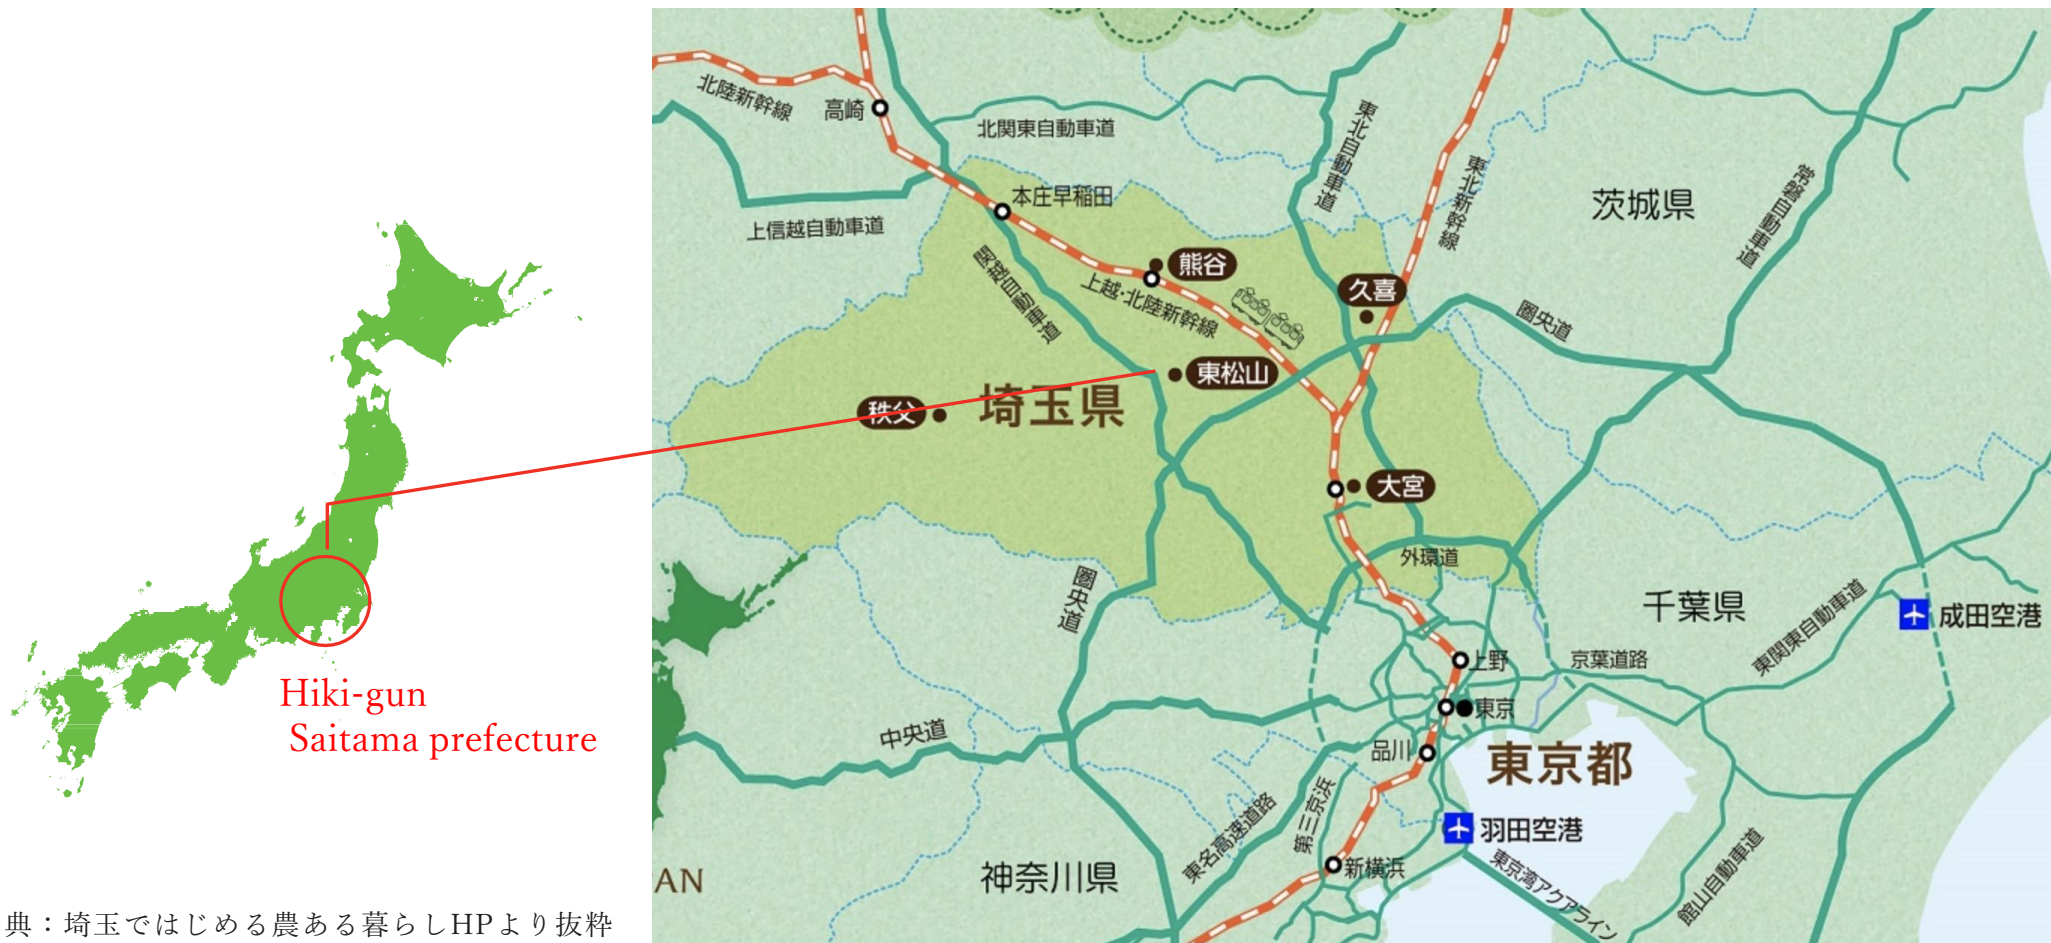 Hiki-gun
Saitama prefecture
典：埼玉ではじめる農ある暮らしHPより抜粋
北陸新幹線
高崎
北関東自動車道
東北自動車道
東北新幹線
茨城県
常磐自動車道
上信越自動車道
本庄早稲田
関越自動車道
熊谷
上越・北陸新幹線
久喜
圏央道
東松山
埼玉県
秩父
大宮
外環道
圏央道
千葉県
成田空港
東関東自動車道
上野
京葉道路
東京
中央道
品川
東京都
第三京浜
東名高速道路
羽田空港
新横浜
東京湾アクアライン
館山自動車道
神奈川県
AN